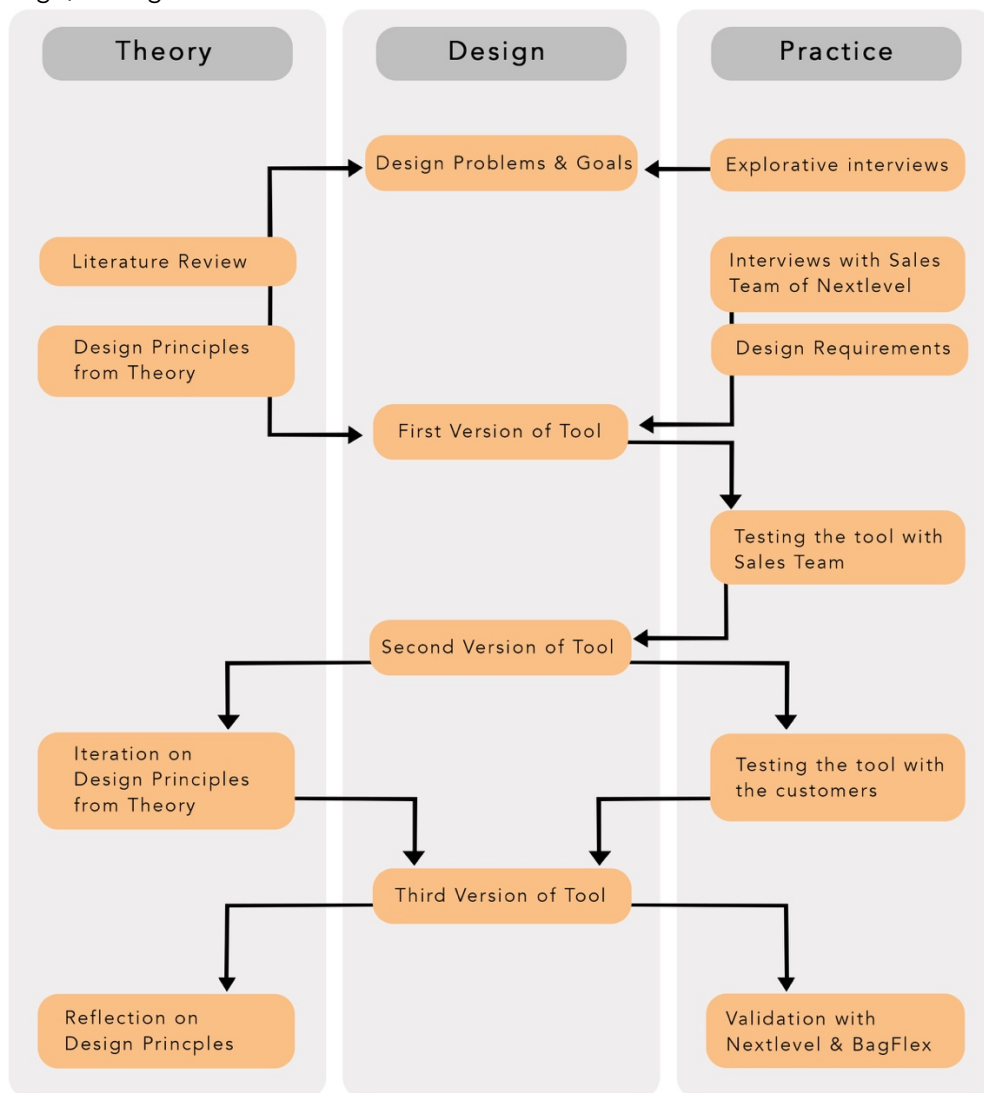 Theory
Design
Practice
Design Problems & Goals
Explorative interviews
Literature Review
Interviews with Sales
Team of Nextlevel
Design Principles
from Theory
Design Requirements
First Version of Tool
Testing the tool with
Sales Team
Second Version of Tool
Iteration on
Design Principles
from Theory
Testing the tool with
the customers
Third Version of Tool
Reflection on
Design Princples
Validation with
Nextlevel & BagFlex